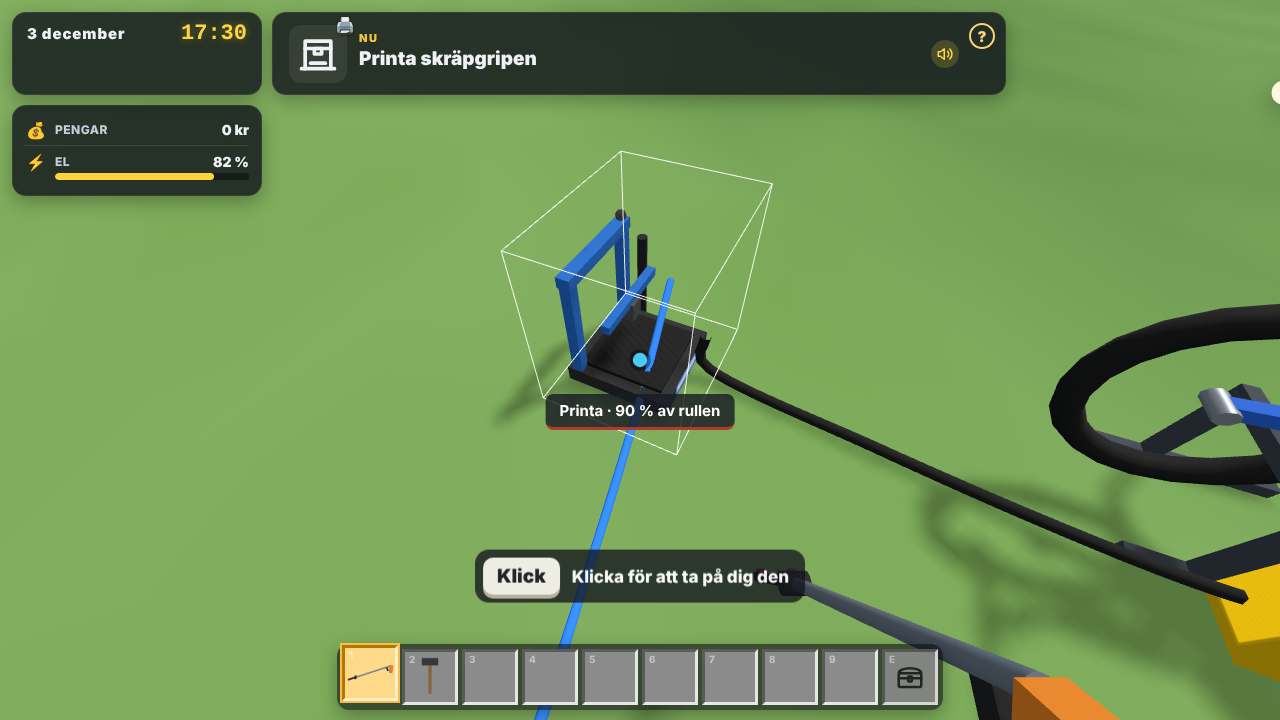 3 december 17:30
NU
Printa skräpgripen
?
PENGAR 0 kr
EL 82 %
Printa · 90 % av rullen
Klick Klicka för att ta på dig den
1 2 3 4 5 6 7 8 9 E